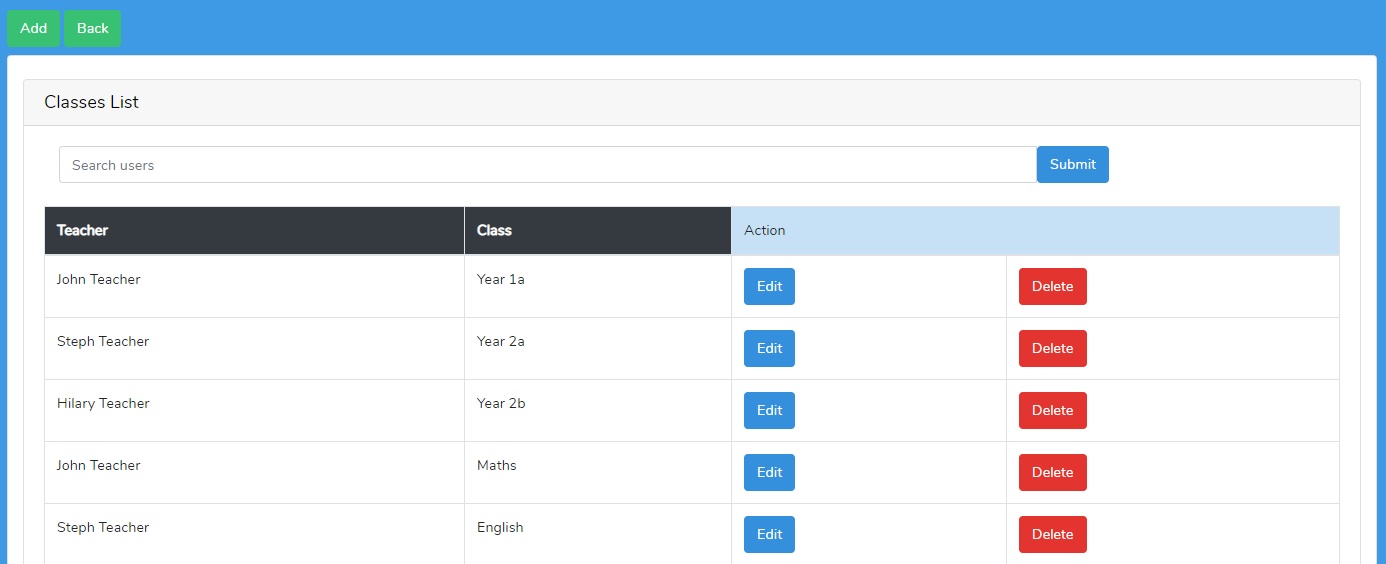 Add Back
Classes List
Search users Submit
Teacher Class Action
John Teacher Year 1a Edit Delete
Steph Teacher Year 2a Edit Delete
Hilary Teacher Year 2b Edit Delete
John Teacher Maths Edit Delete
Steph Teacher English Edit Delete